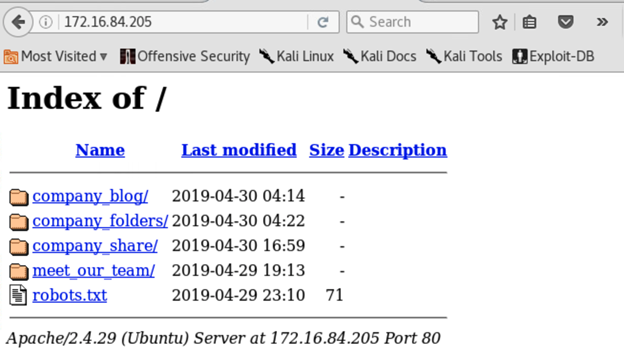 172.16.84.205 Search
Most Visited Offensive Security Kali Linux Kali Docs Kali Tools Exploit-DB
Index of /
Name Last modified Size Description
company_blog/ 2019-04-30 04:14 -
company_folders/ 2019-04-30 04:22 -
company_share/ 2019-04-30 16:59 -
meet_our_team/ 2019-04-29 19:13 -
robots.txt 2019-04-29 23:10 71
Apache/2.4.29 (Ubuntu) Server at 172.16.84.205 Port 80